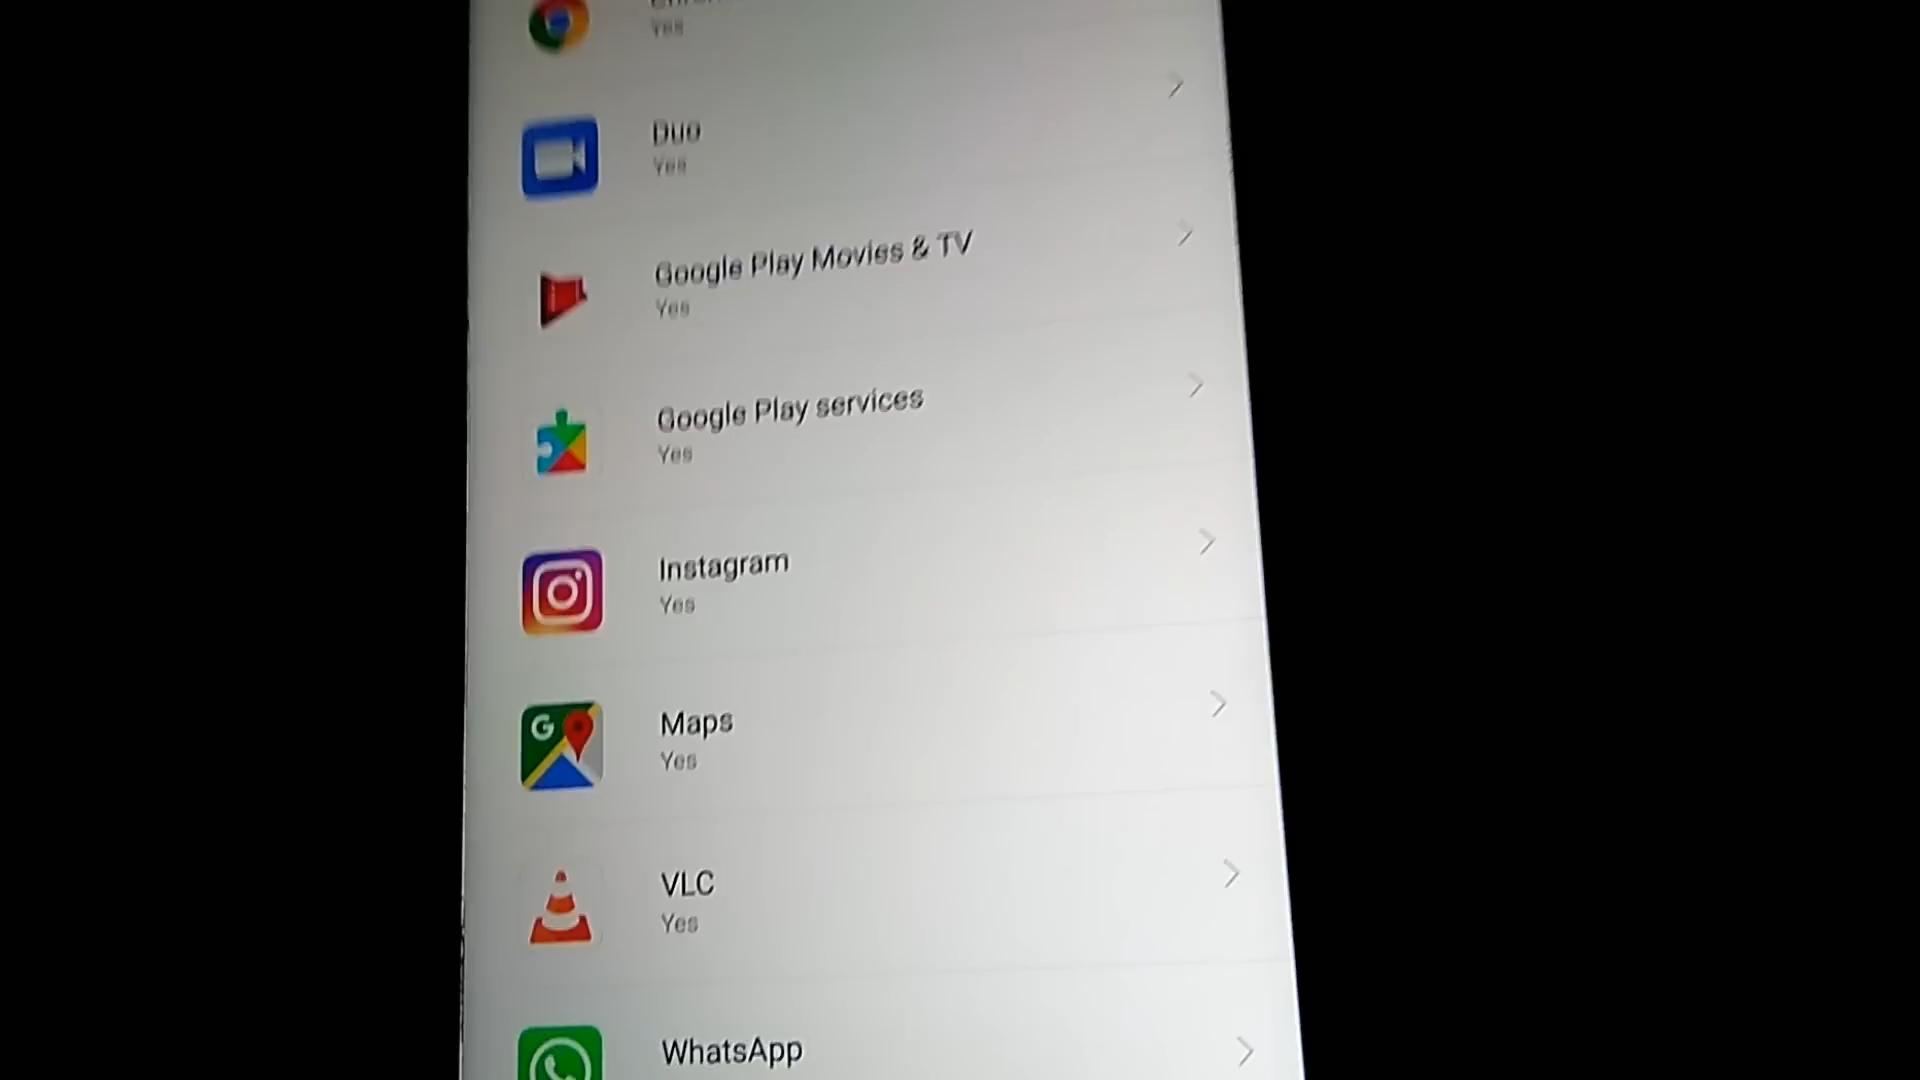 Yes
Duo
Yes
Google Play Movies & TV
Yes
Google Play services
Yes
Instagram
Yes
G
Maps
Yes
VLC
Yes
WhatsApp